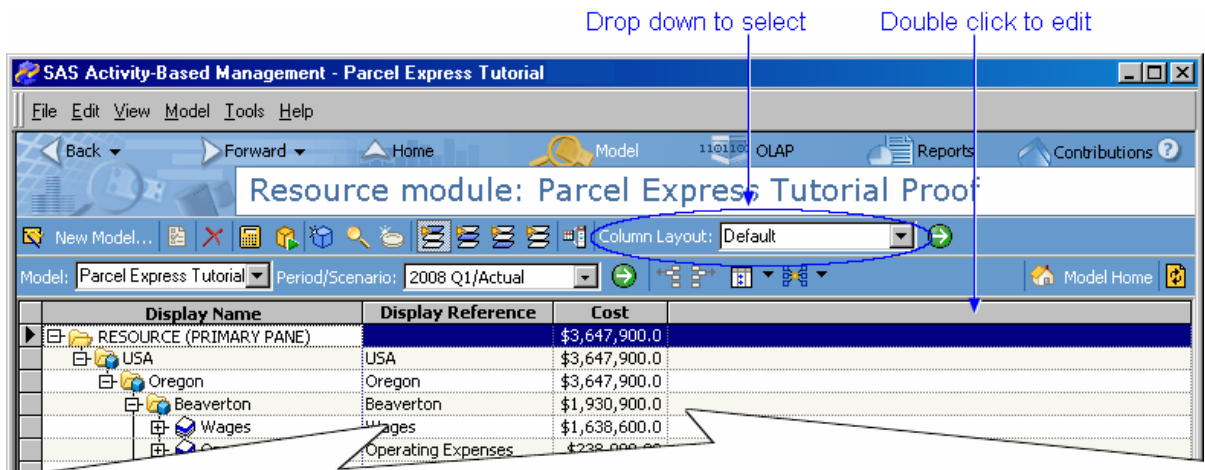 Drop down to select Double click to edit
SAS Activity-Based Management - Parcel Express Tutorial
File Edit View Model Tools Help
Back Forward Home Model 1101100 OLAP Reports Contributions ?
Resource module: Parcel Express Tutorial Proof
New Model... Column Layout: Default
Model: Parcel Express Tutorial Period/Scenario: 2008 Q1/Actual Model Home
Display Name Display Reference Cost
RESOURCE (PRIMARY PANE) $3,647,900.0
USA USA $3,647,900.0
Oregon Oregon $3,647,900.0
Beaverton Beaverton $1,930,900.0
Wages Wages $1,638,600.0
Operating Expenses